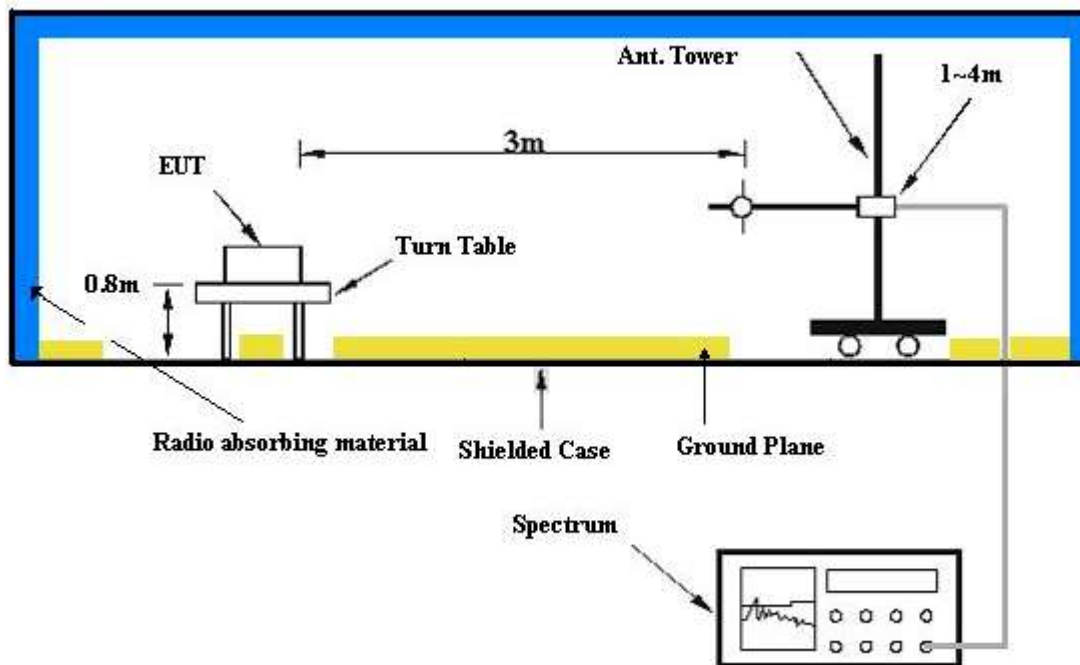 Ant. Tower
1~4m
3m
EUT
Turn Table
0.8m
Radio absorbing material
Shielded Case
Ground Plane
Spectrum